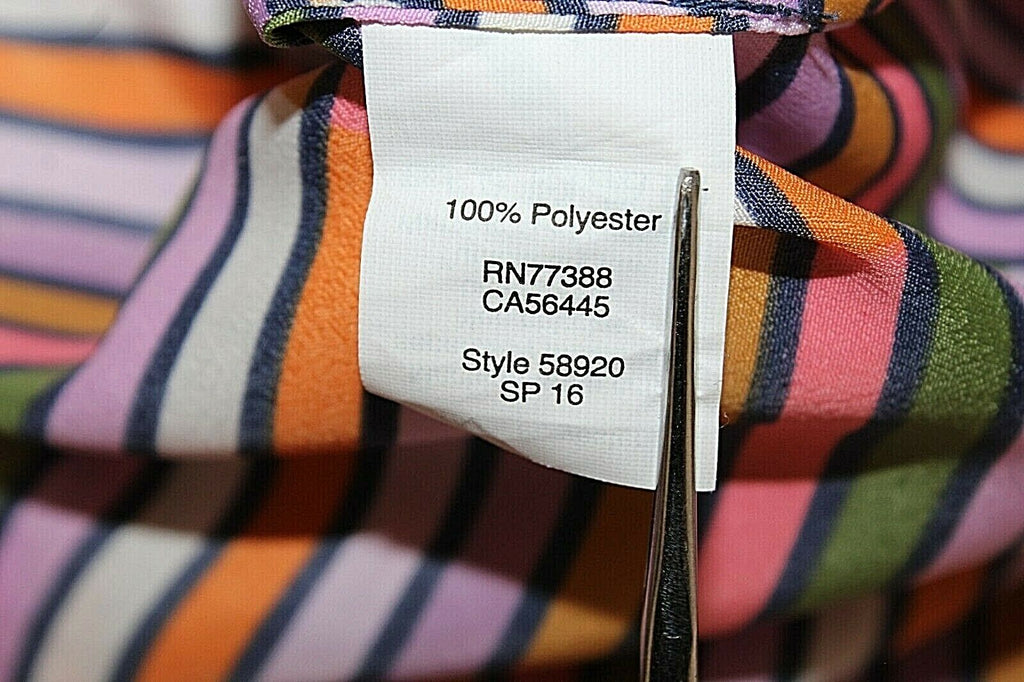 100% Polyester
RN77388
CA56445
Style 58920
SP 16